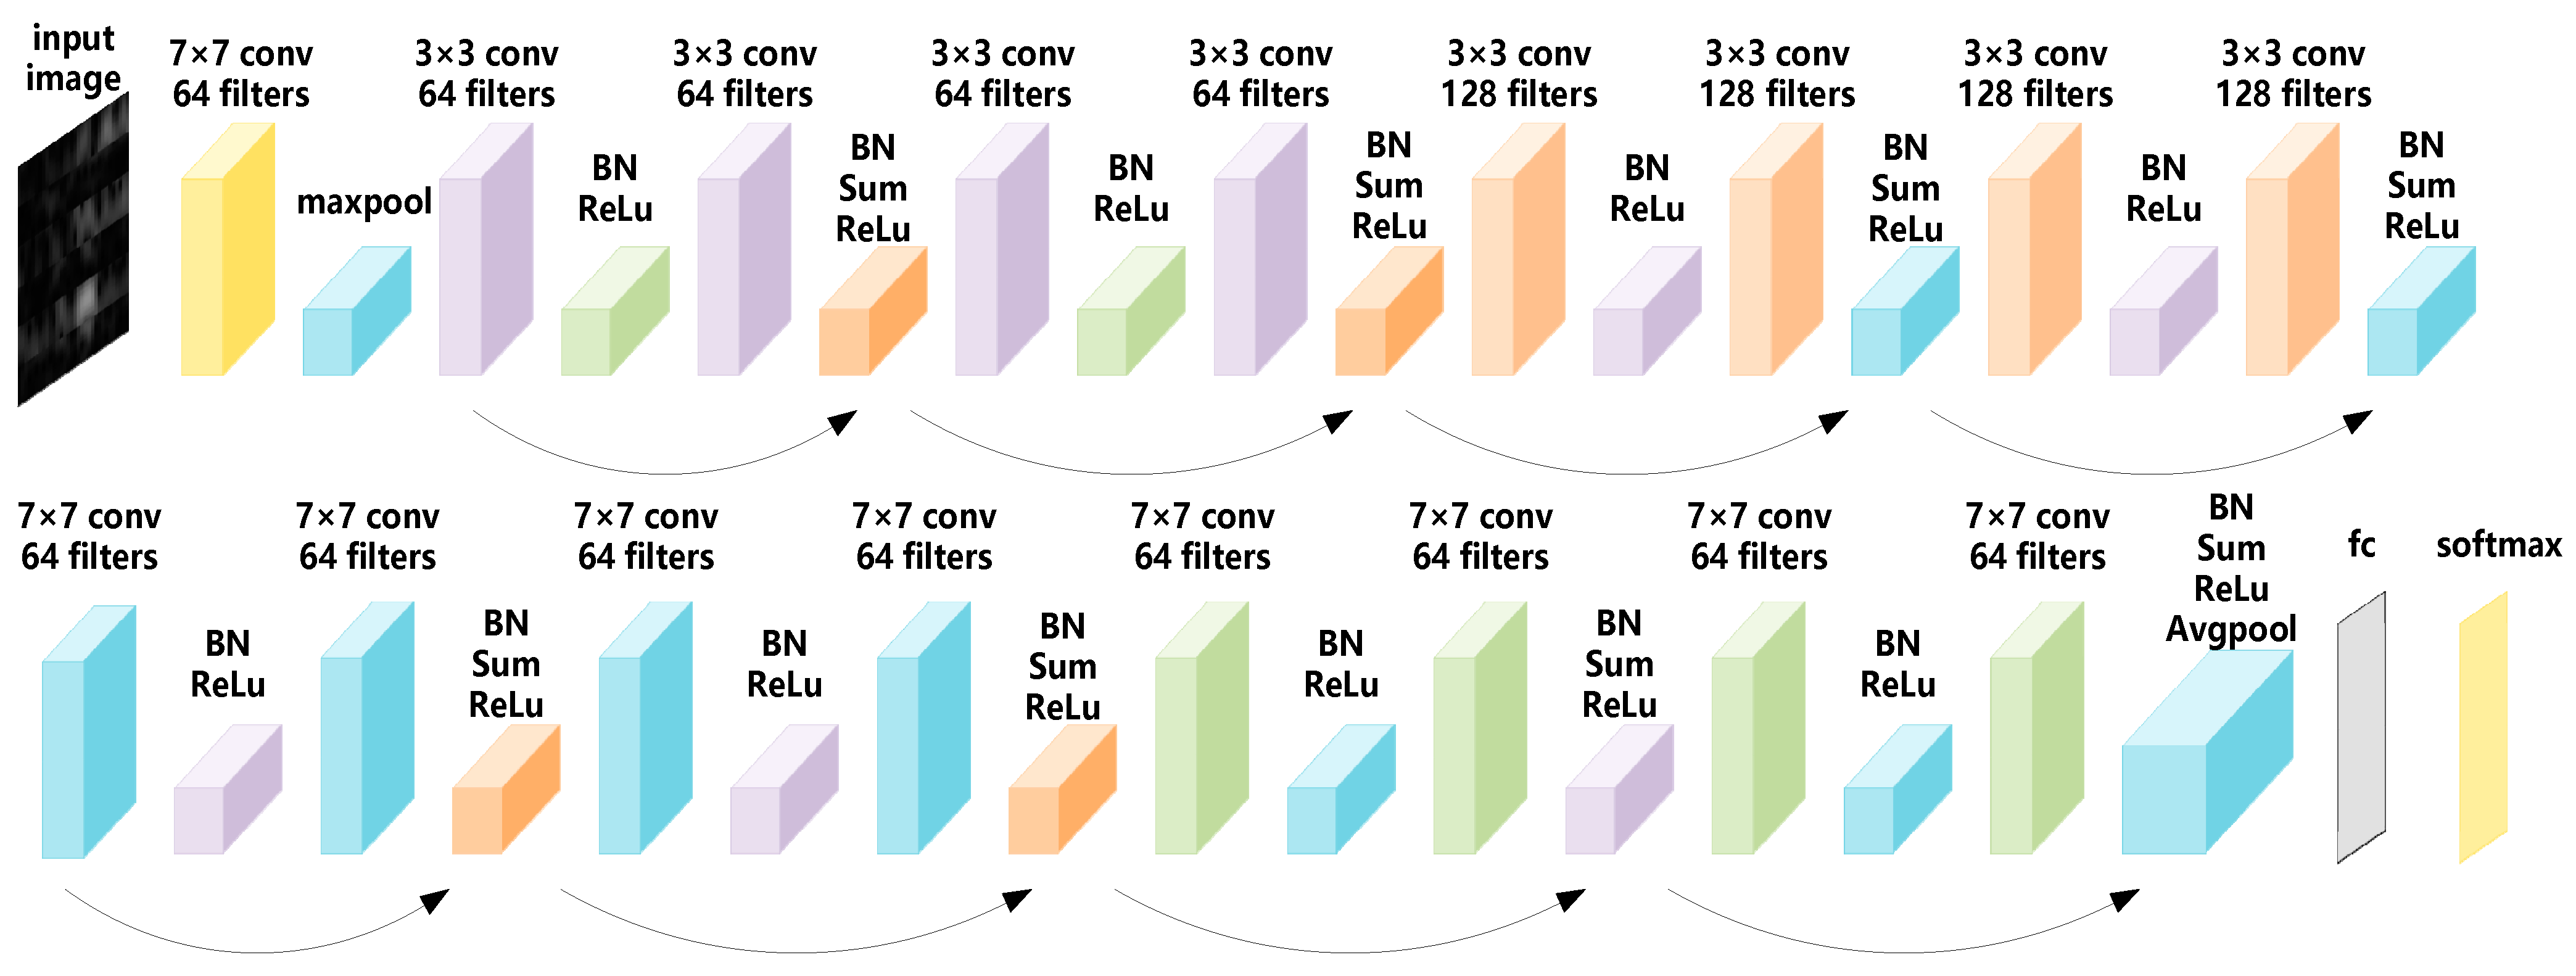 input
image
7×7 conv
64 filters
maxpool
3×3 conv
64 filters
BN
ReLu
3×3 conv
64 filters
BN
Sum
ReLu
3×3 conv
64 filters
BN
ReLu
3×3 conv
64 filters
BN
Sum
ReLu
3×3 conv
128 filters
BN
ReLu
3×3 conv
128 filters
BN
Sum
ReLu
3×3 conv
128 filters
BN
ReLu
3×3 conv
128 filters
BN
Sum
ReLu
7×7 conv
64 filters
BN
ReLu
7×7 conv
64 filters
BN
Sum
ReLu
7×7 conv
64 filters
BN
ReLu
7×7 conv
64 filters
BN
Sum
ReLu
7×7 conv
64 filters
BN
ReLu
7×7 conv
64 filters
BN
Sum
ReLu
7×7 conv
64 filters
BN
ReLu
7×7 conv
64 filters
BN
Sum
ReLu
Avgpool
fc
softmax